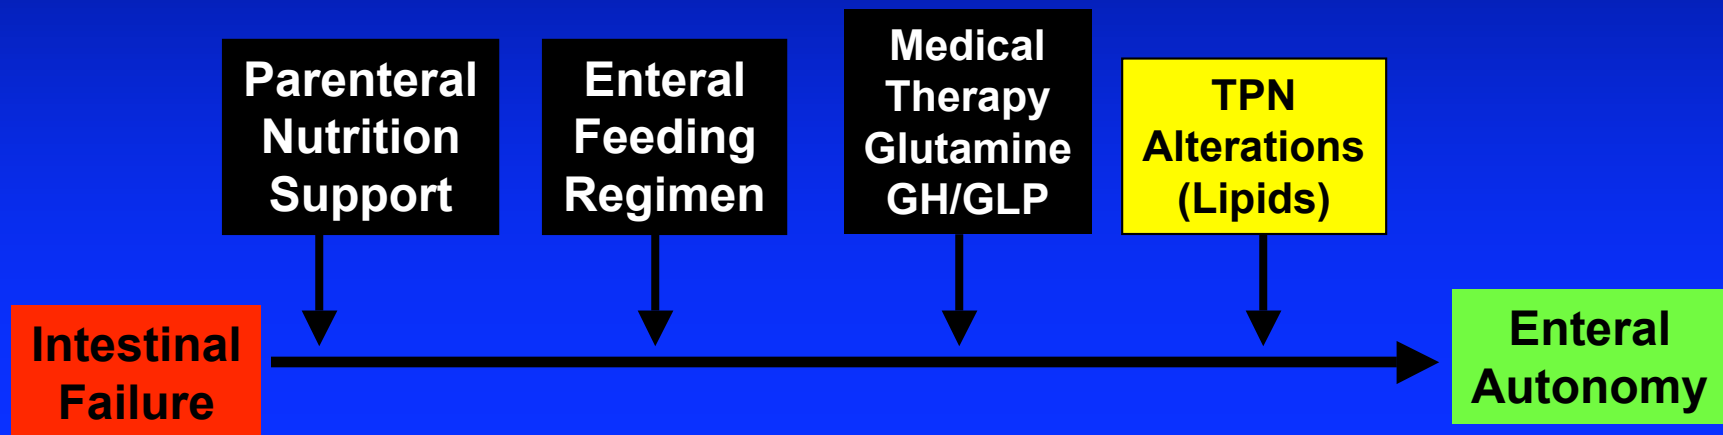 Parenteral
Nutrition
Support
Enteral
Feeding
Regimen
Medical
Therapy
Glutamine
GH/GLP
TPN
Alterations
(Lipids)
Intestinal
Failure
Enteral
Autonomy